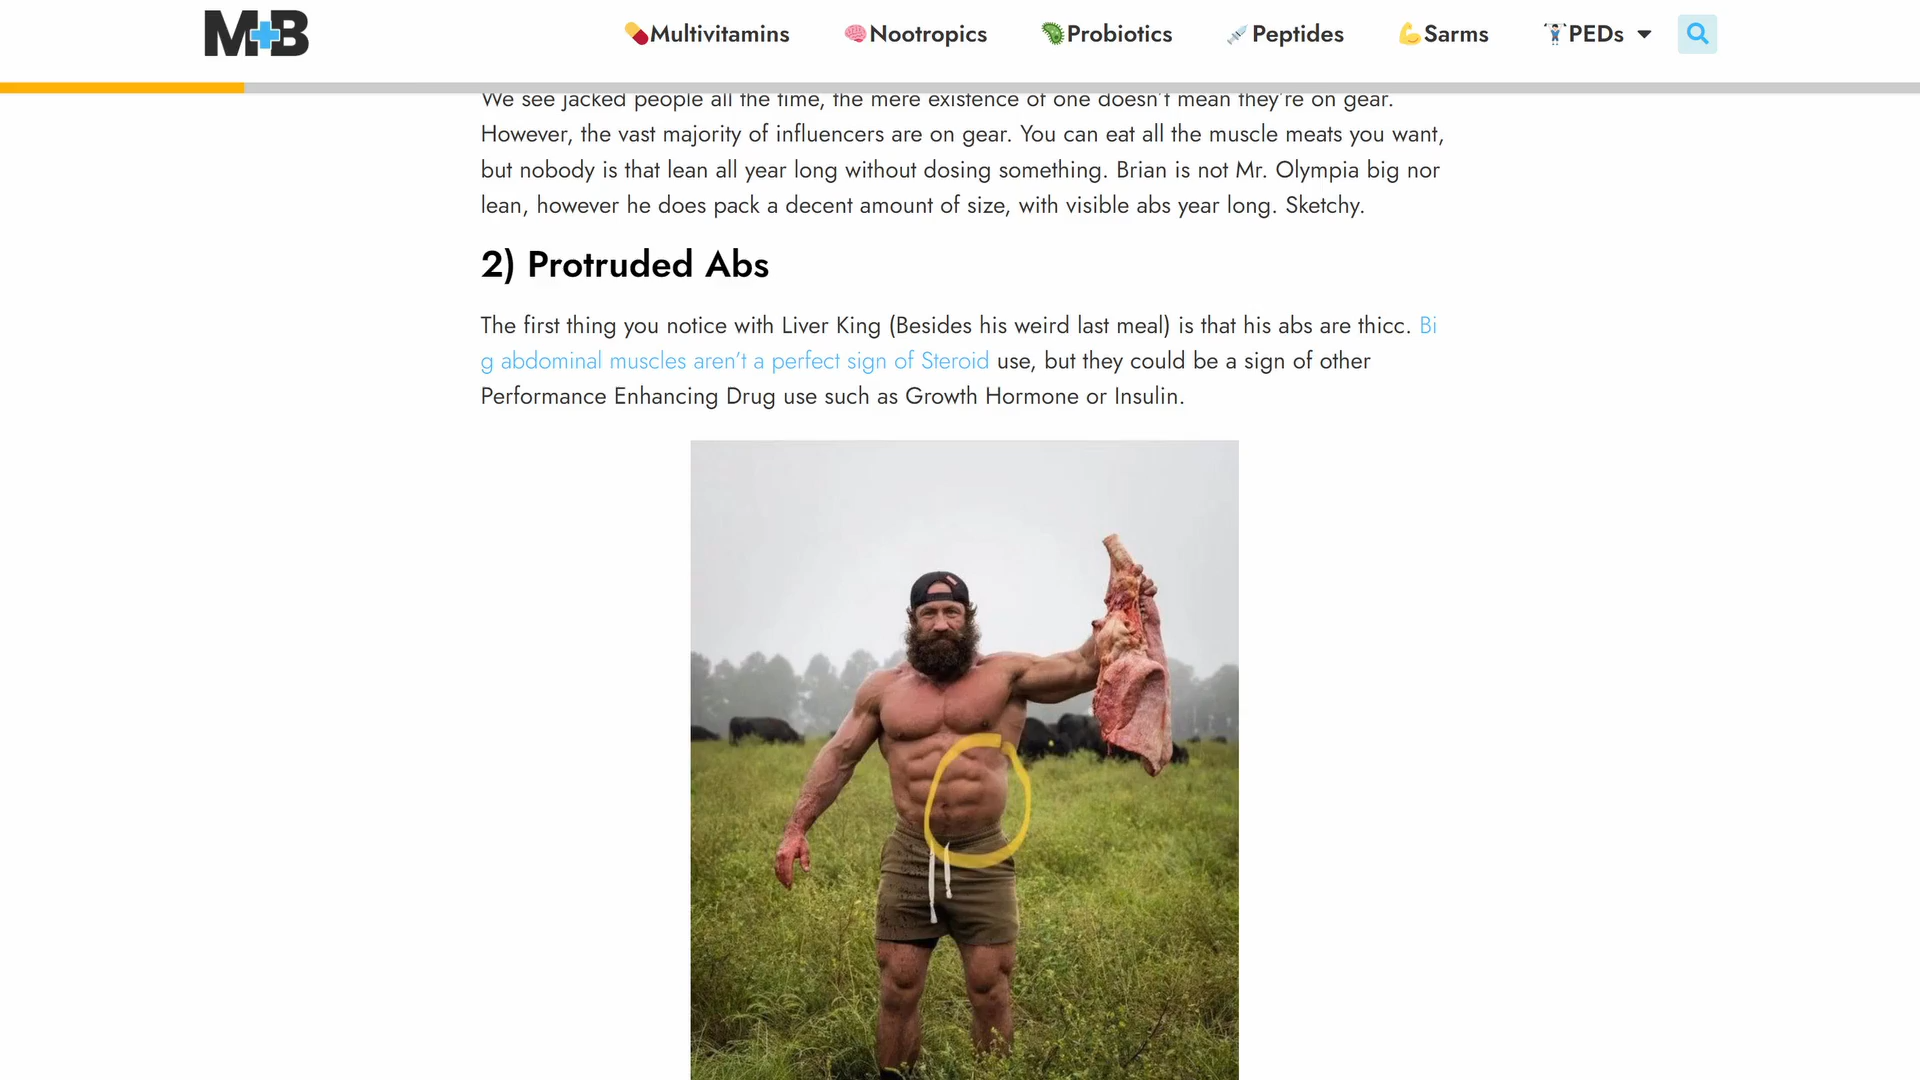 M+B
Multivitamins
Nootropics
Probiotics
Peptides
Sarms
PEDs
We see jacked people all the time, the mere existence of one doesn't mean they're on gear.
However, the vast majority of influencers are on gear. You can eat all the muscle meats you want,
but nobody is that lean all year long without dosing something. Brian is not Mr. Olympia big nor
lean, however he does pack a decent amount of size, with visible abs year long. Sketchy.
2) Protruded Abs
The first thing you notice with Liver King (Besides his weird last meal) is that his abs are thicc. Bi
g abdominal muscles aren't a perfect sign of Steroid use, but they could be a sign of other
Performance Enhancing Drug use such as Growth Hormone or Insulin.